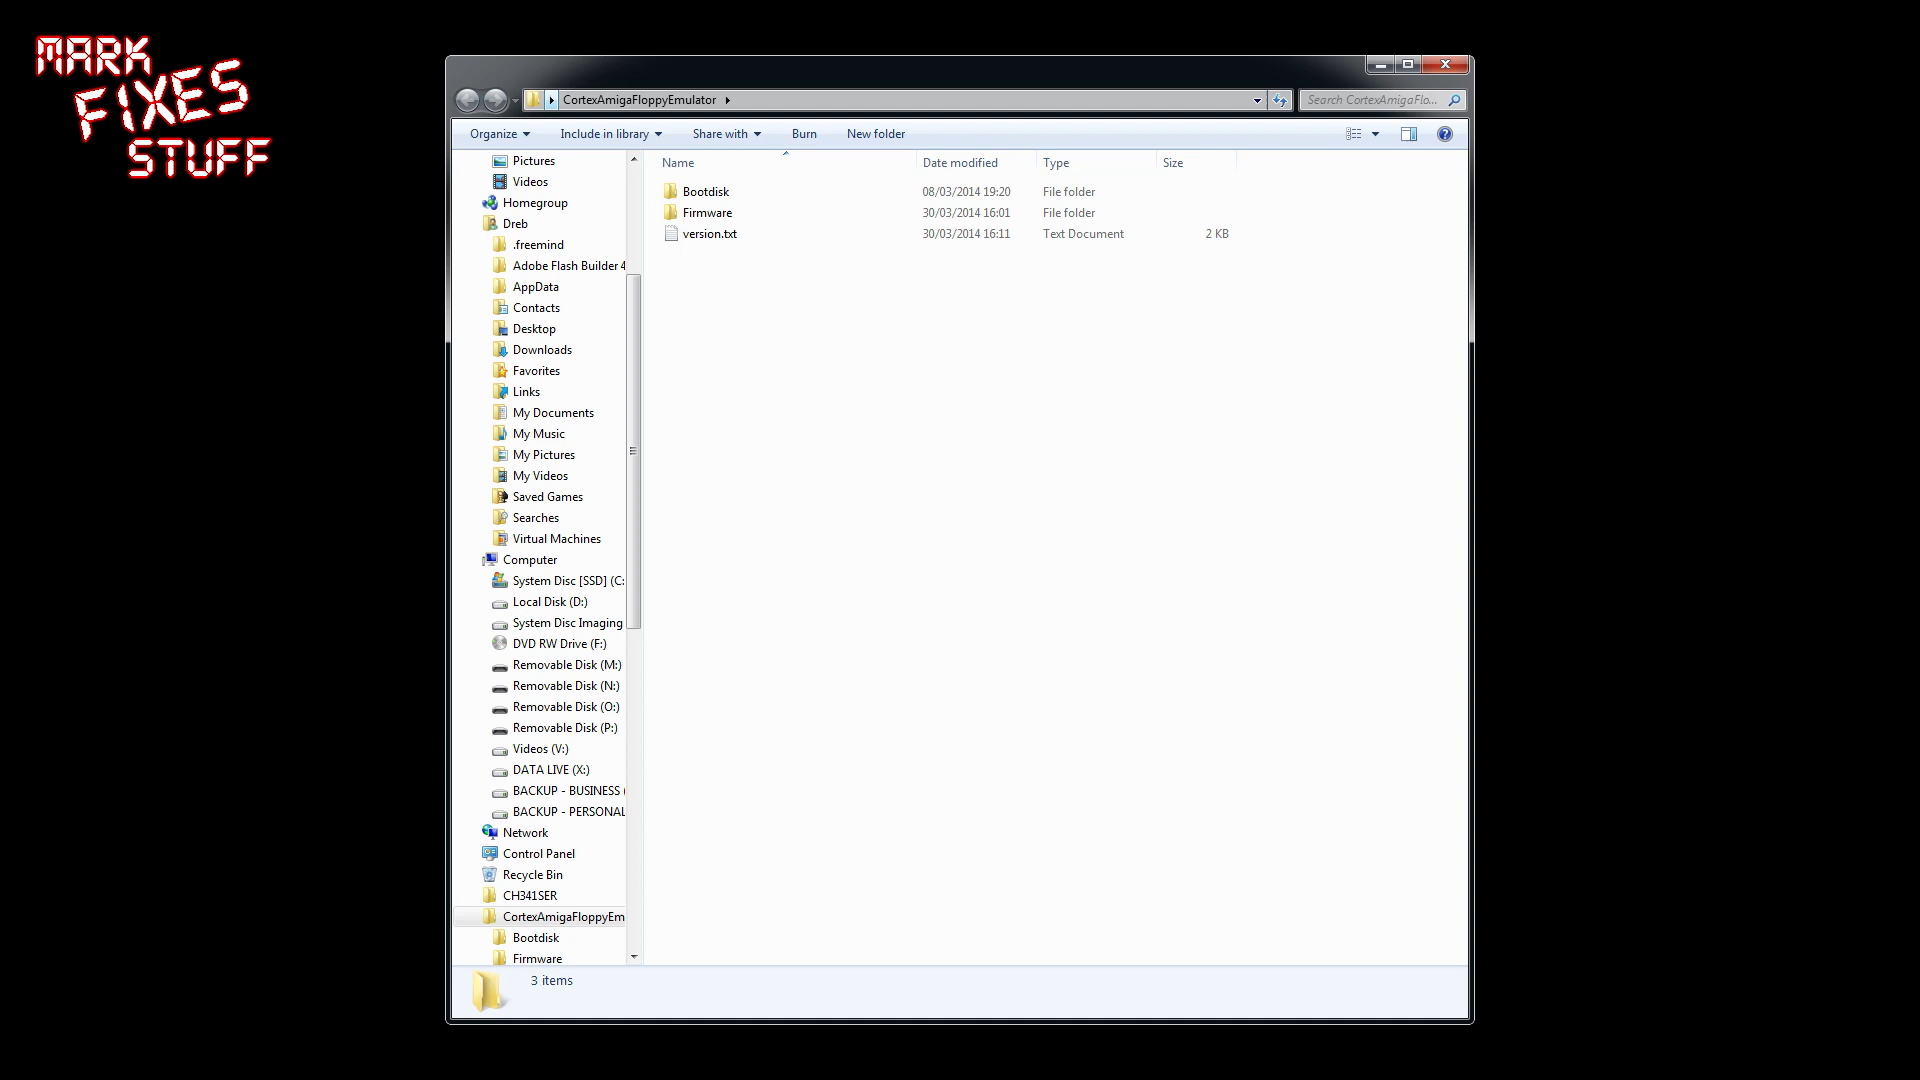 MARK
FIXES
STUFF
CortexAmigaFloppyEmulator
Search CortexAmigaFlo...
Organize Include in library Share with Burn New folder
Pictures
Videos
Homegroup
Dreb
.freemind
Adobe Flash Builder 4
AppData
Contacts
Desktop
Downloads
Favorites
Links
My Documents
My Music
My Pictures
My Videos
Saved Games
Searches
Virtual Machines
Computer
System Disc [SSD] (C:
Local Disk (D:)
System Disc Imaging
DVD RW Drive (F:)
Removable Disk (M:)
Removable Disk (N:)
Removable Disk (O:)
Removable Disk (P:)
Videos (V:)
DATA LIVE (X:)
BACKUP - BUSINESS (
BACKUP - PERSONAL
Network
Control Panel
Recycle Bin
CH341SER
CortexAmigaFloppyEm
Bootdisk
Firmware
Name Date modified Type Size
Bootdisk 08/03/2014 19:20 File folder
Firmware 30/03/2014 16:01 File folder
version.txt 30/03/2014 16:11 Text Document 2 KB
3 items